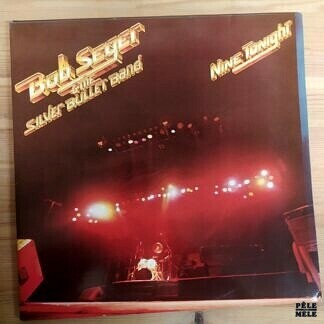 Bob Seger
& THE
SILVER BULLET BAND
NINE TONIGHT
PÊLE
MÊLE